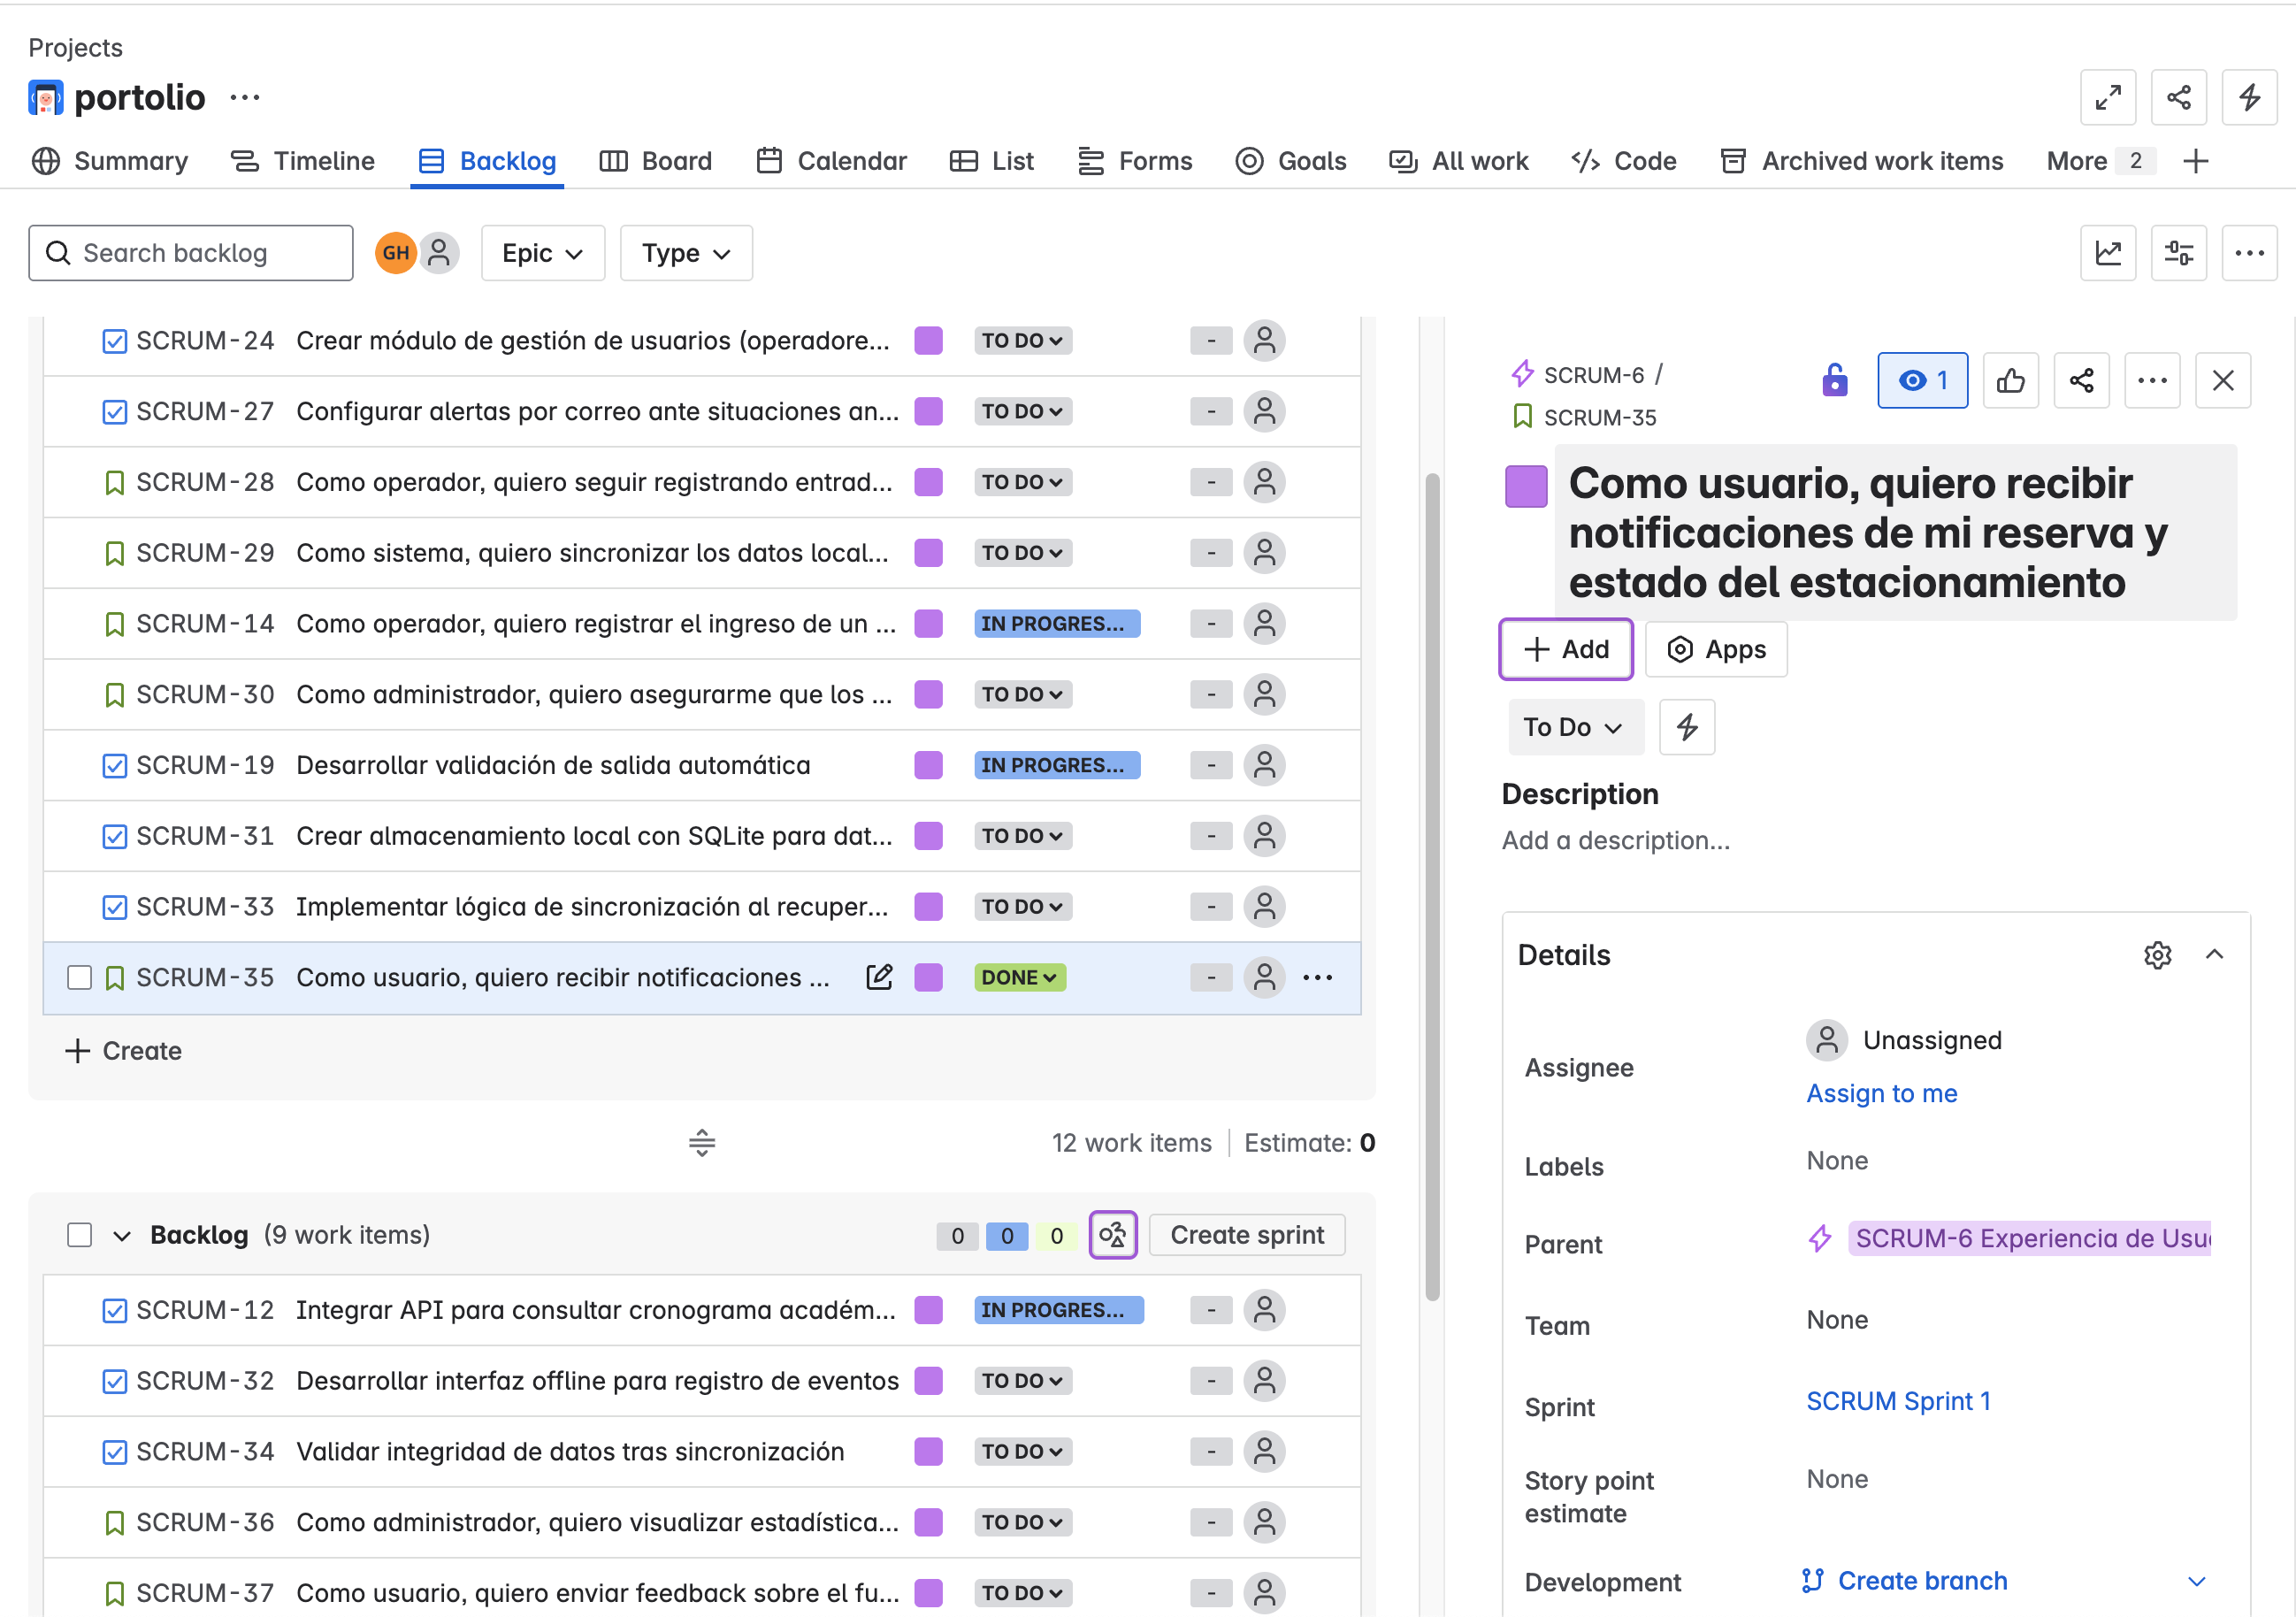 Projects
portolio
Summary Timeline Backlog Board Calendar List Forms Goals All work Code Archived work items More 2
Search backlog GH Epic Type
SCRUM-24 Crear módulo de gestión de usuarios (operadore... TO DO -
SCRUM-27 Configurar alertas por correo ante situaciones an... TO DO -
SCRUM-28 Como operador, quiero seguir registrando entrad... TO DO -
SCRUM-29 Como sistema, quiero sincronizar los datos local... TO DO -
SCRUM-14 Como operador, quiero registrar el ingreso de un ... IN PROGRES... -
SCRUM-30 Como administrador, quiero asegurarme que los ... TO DO -
SCRUM-19 Desarrollar validación de salida automática IN PROGRES... -
SCRUM-31 Crear almacenamiento local con SQLite para dat... TO DO -
SCRUM-33 Implementar lógica de sincronización al recuper... TO DO -
SCRUM-35 Como usuario, quiero recibir notificaciones ... DONE -
Create
12 work items Estimate: 0
Backlog (9 work items) 0 0 0 Create sprint
SCRUM-12 Integrar API para consultar cronograma académ... IN PROGRES... -
SCRUM-32 Desarrollar interfaz offline para registro de eventos TO DO -
SCRUM-34 Validar integridad de datos tras sincronización TO DO -
SCRUM-36 Como administrador, quiero visualizar estadística... TO DO -
SCRUM-37 Como usuario, quiero enviar feedback sobre el fu... TO DO -
SCRUM-6 /
SCRUM-35
1
Como usuario, quiero recibir
notificaciones de mi reserva y
estado del estacionamiento
Add Apps
To Do
Description
Add a description...
Details
Assignee Unassigned
Assign to me
Labels None
Parent SCRUM-6 Experiencia de Usu
Team None
Sprint SCRUM Sprint 1
Story point None
estimate
Development Create branch